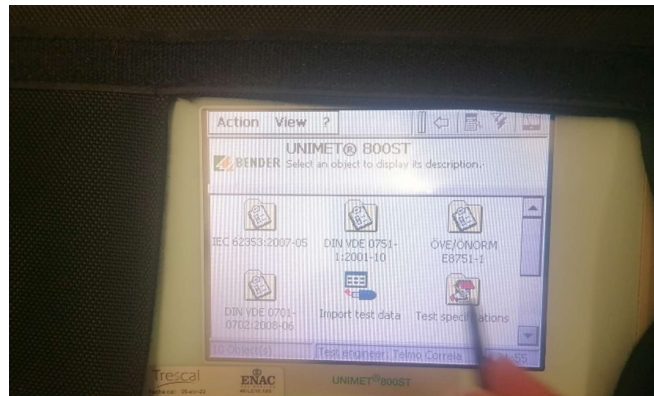 Action View ?
UNIMET® 800ST
BENDER Select an object to display its description.
IEC 62353:2007-05
DIN VDE 0751-
1:2001-10
ÖVE/ÖNORM
E8751-1
DIN VDE 0701-
0702:2008-06
Import test data
Test specifications
Test engineer: Telmo Correia
Trescal
ENAC
UNIMET® 800ST